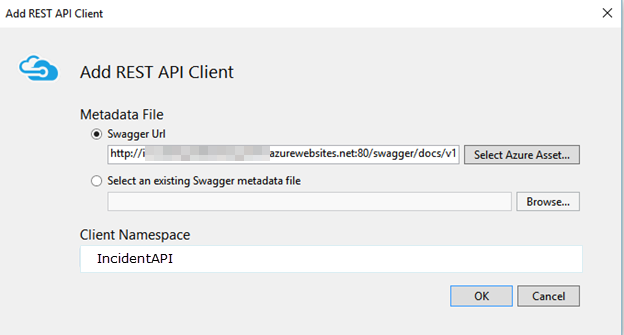 Add REST API Client
Add REST API Client
Metadata File
Swagger Url
http://i azurewebsites.net:80/swagger/docs/v1 Select Azure Asset...
Select an existing Swagger metadata file
Browse...
Client Namespace
IncidentAPI
OK Cancel